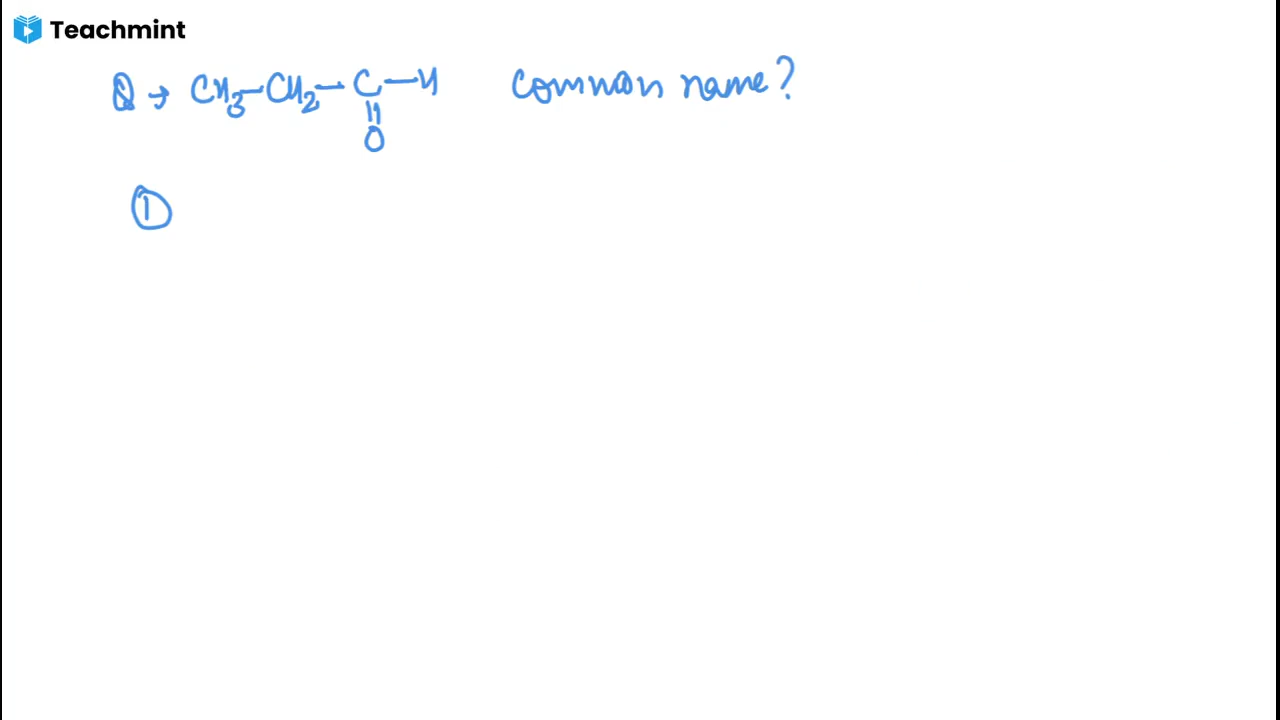 Teachmint
Q → CH3-CH2-C-H common name?
||
O
①